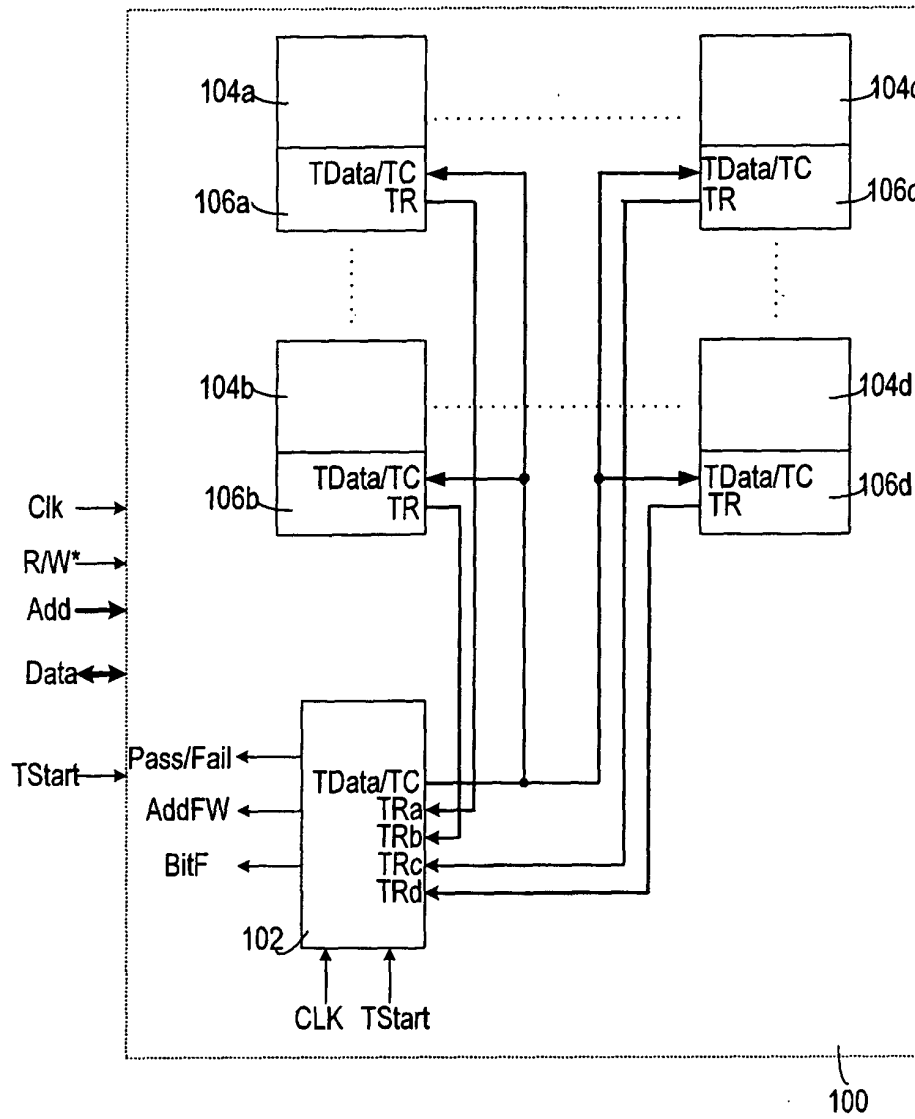 104a
104c
TData/TC
TR
106a
TData/TC
TR
106c
104b
104d
TData/TC
TR
106b
TData/TC
TR
106d
Clk
R/W*
Add
Data
TStart
Pass/Fail
AddFW
BitF
TData/TC
TRa
TRb
TRc
TRd
102
CLK
TStart
100